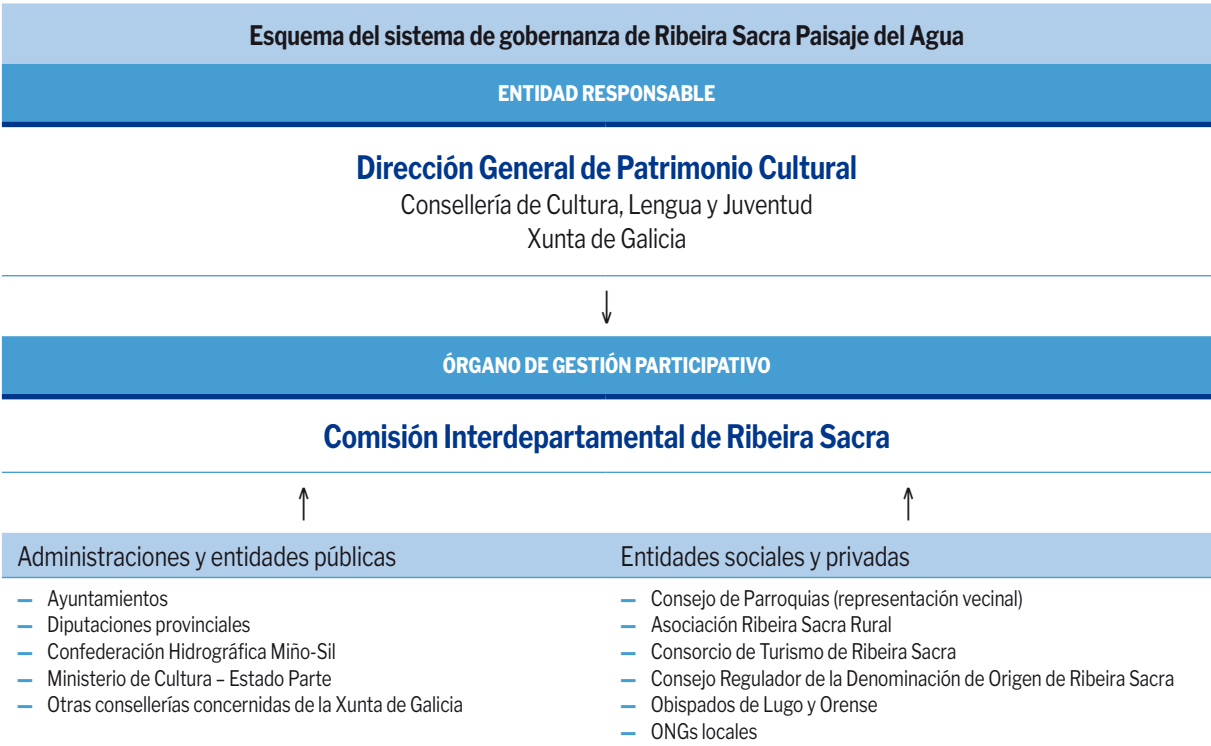 Esquema del sistema de gobernanza de Ribeira Sacra Paisaje del Agua
ENTIDAD RESPONSABLE
Dirección General de Patrimonio Cultural
Consellería de Cultura, Lengua y Juventud
Xunta de Galicia
↓
ÓRGANO DE GESTIÓN PARTICIPATIVO
Comisión Interdepartamental de Ribeira Sacra
↑
↑
Administraciones y entidades públicas
— Ayuntamientos
— Diputaciones provinciales
— Confederación Hidrográfica Miño-Sil
— Ministerio de Cultura – Estado Parte
— Otras consellerías concernidas de la Xunta de Galicia
Entidades sociales y privadas
— Consejo de Parroquias (representación vecinal)
— Asociación Ribeira Sacra Rural
— Consorcio de Turismo de Ribeira Sacra
— Consejo Regulador de la Denominación de Origen de Ribeira Sacra
— Obispados de Lugo y Orense
— ONGs locales